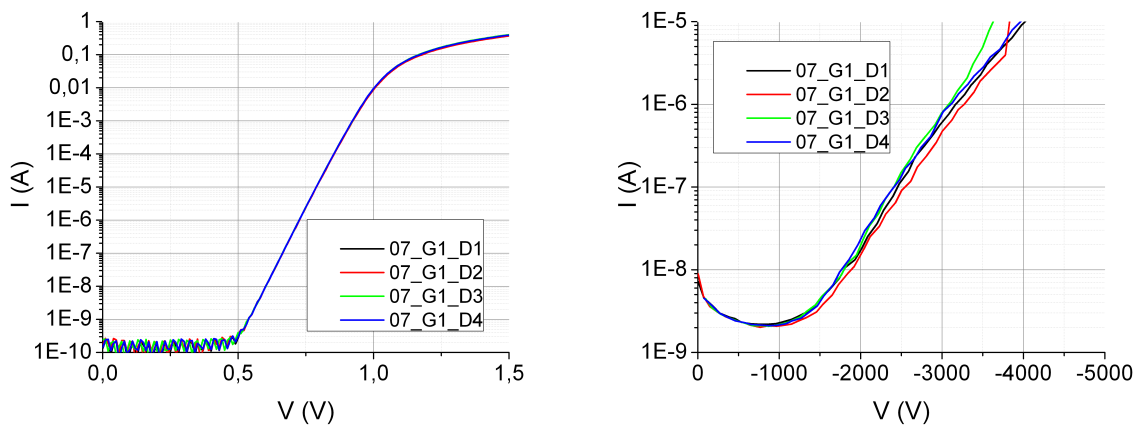 1
0,1
0,01
1E-3
1E-4
1E-5
1E-6
1E-7
1E-8
1E-9
1E-10
I (A)
07_G1_D1
07_G1_D2
07_G1_D3
07_G1_D4
0,0 0,5 1,0 1,5
V (V)
1E-5
1E-6
1E-7
1E-8
1E-9
I (A)
07_G1_D1
07_G1_D2
07_G1_D3
07_G1_D4
0 -1000 -2000 -3000 -4000 -5000
V (V)